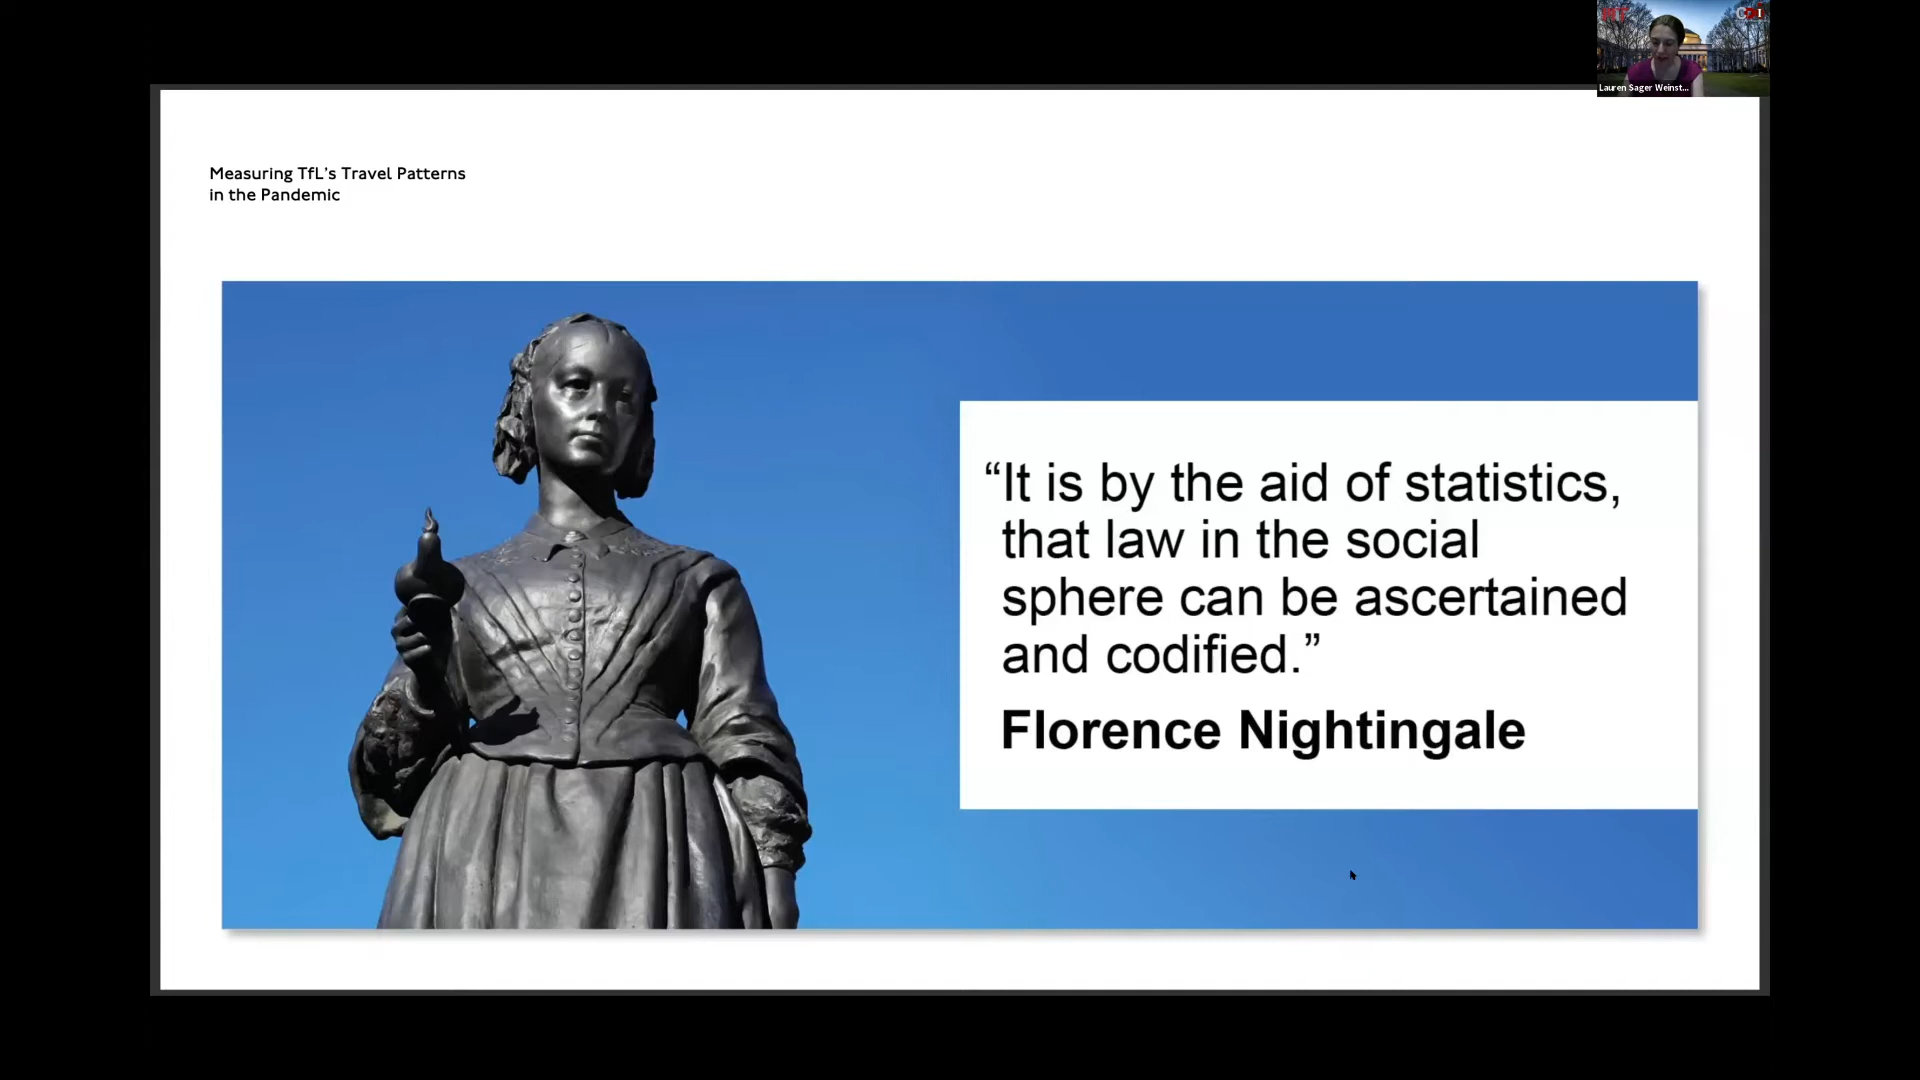 Lauren Sager Weinst...
Measuring TfL's Travel Patterns
in the Pandemic
“It is by the aid of statistics,
that law in the social
sphere can be ascertained
and codified.”
Florence Nightingale